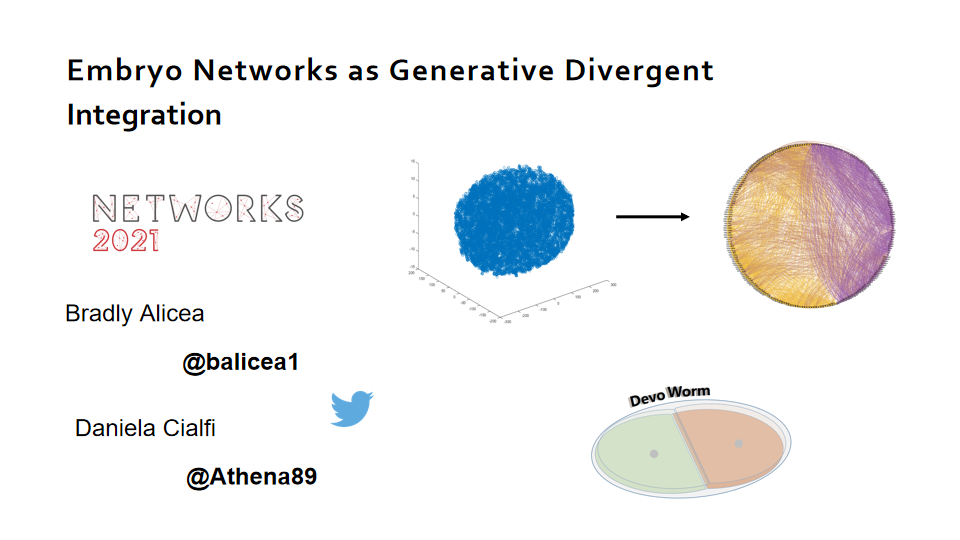 Embryo Networks as Generative Divergent
Integration
NETWORKS
2021
Bradly Alicea
@balicea1
Daniela Cialfi
@Athena89
Devo Worm